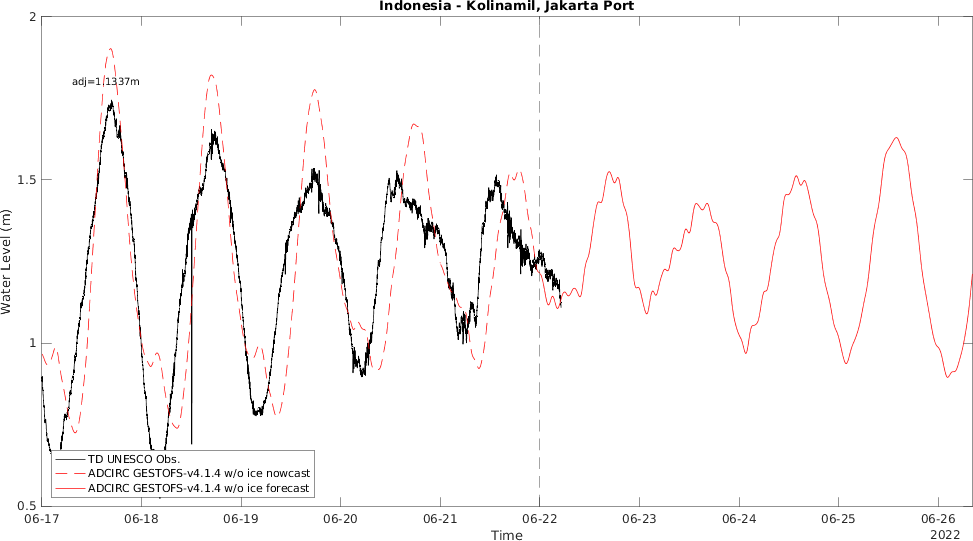 Indonesia - Kolinamil, Jakarta Port
2
adj=1.1337m
1.5
Water Level (m)
1
TD UNESCO Obs.
ADCIRC GESTOFS-v4.1.4 w/o ice nowcast
ADCIRC GESTOFS-v4.1.4 w/o ice forecast
0.5
06-17 06-18 06-19 06-20 06-21 06-22 06-23 06-24 06-25 06-26
Time 2022